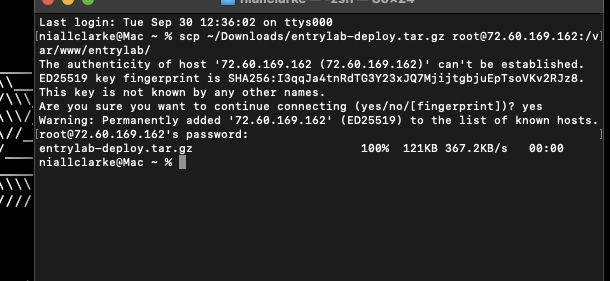 Last login: Tue Sep 30 12:36:02 on ttys000
[niallclarke@Mac ~ % scp ~/Downloads/entrylab-deploy.tar.gz root@72.60.169.162:/v]
ar/www/entrylab/
The authenticity of host '72.60.169.162 (72.60.169.162)' can't be established.
ED25519 key fingerprint is SHA256:I3qqJa4tnRdTG3Y23xJQ7MjijtgbjuEpTsoVKv2RJz8.
This key is not known by any other names.
Are you sure you want to continue connecting (yes/no/[fingerprint])? yes
Warning: Permanently added '72.60.169.162' (ED25519) to the list of known hosts.
[root@72.60.169.162's password:]
entrylab-deploy.tar.gz 100% 121KB 367.2KB/s 00:00
niallclarke@Mac ~ %